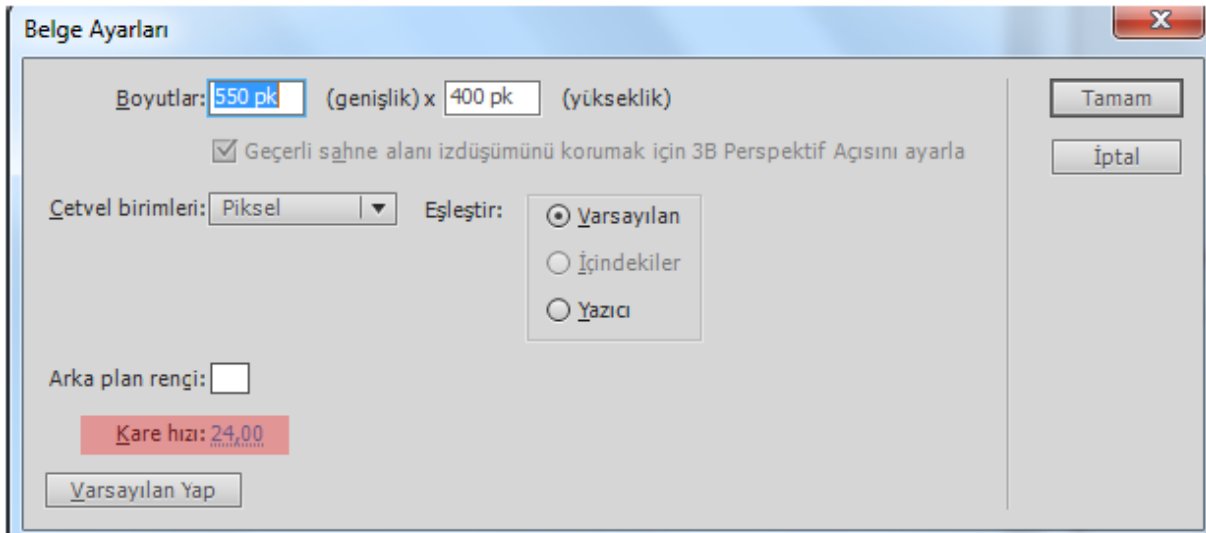 Belge Ayarları
Boyutlar: 550 pk (genişlik) x 400 pk (yükseklik)
Tamam
Geçerli sahne alanı izdüşümünü korumak için 3B Perspektif Açısını ayarla
İptal
Cetvel birimleri: Piksel Eşleştir:
Varsayılan
İçindekiler
Yazıcı
Arka plan rengi:
Kare hızı: 24,00
Varsayılan Yap